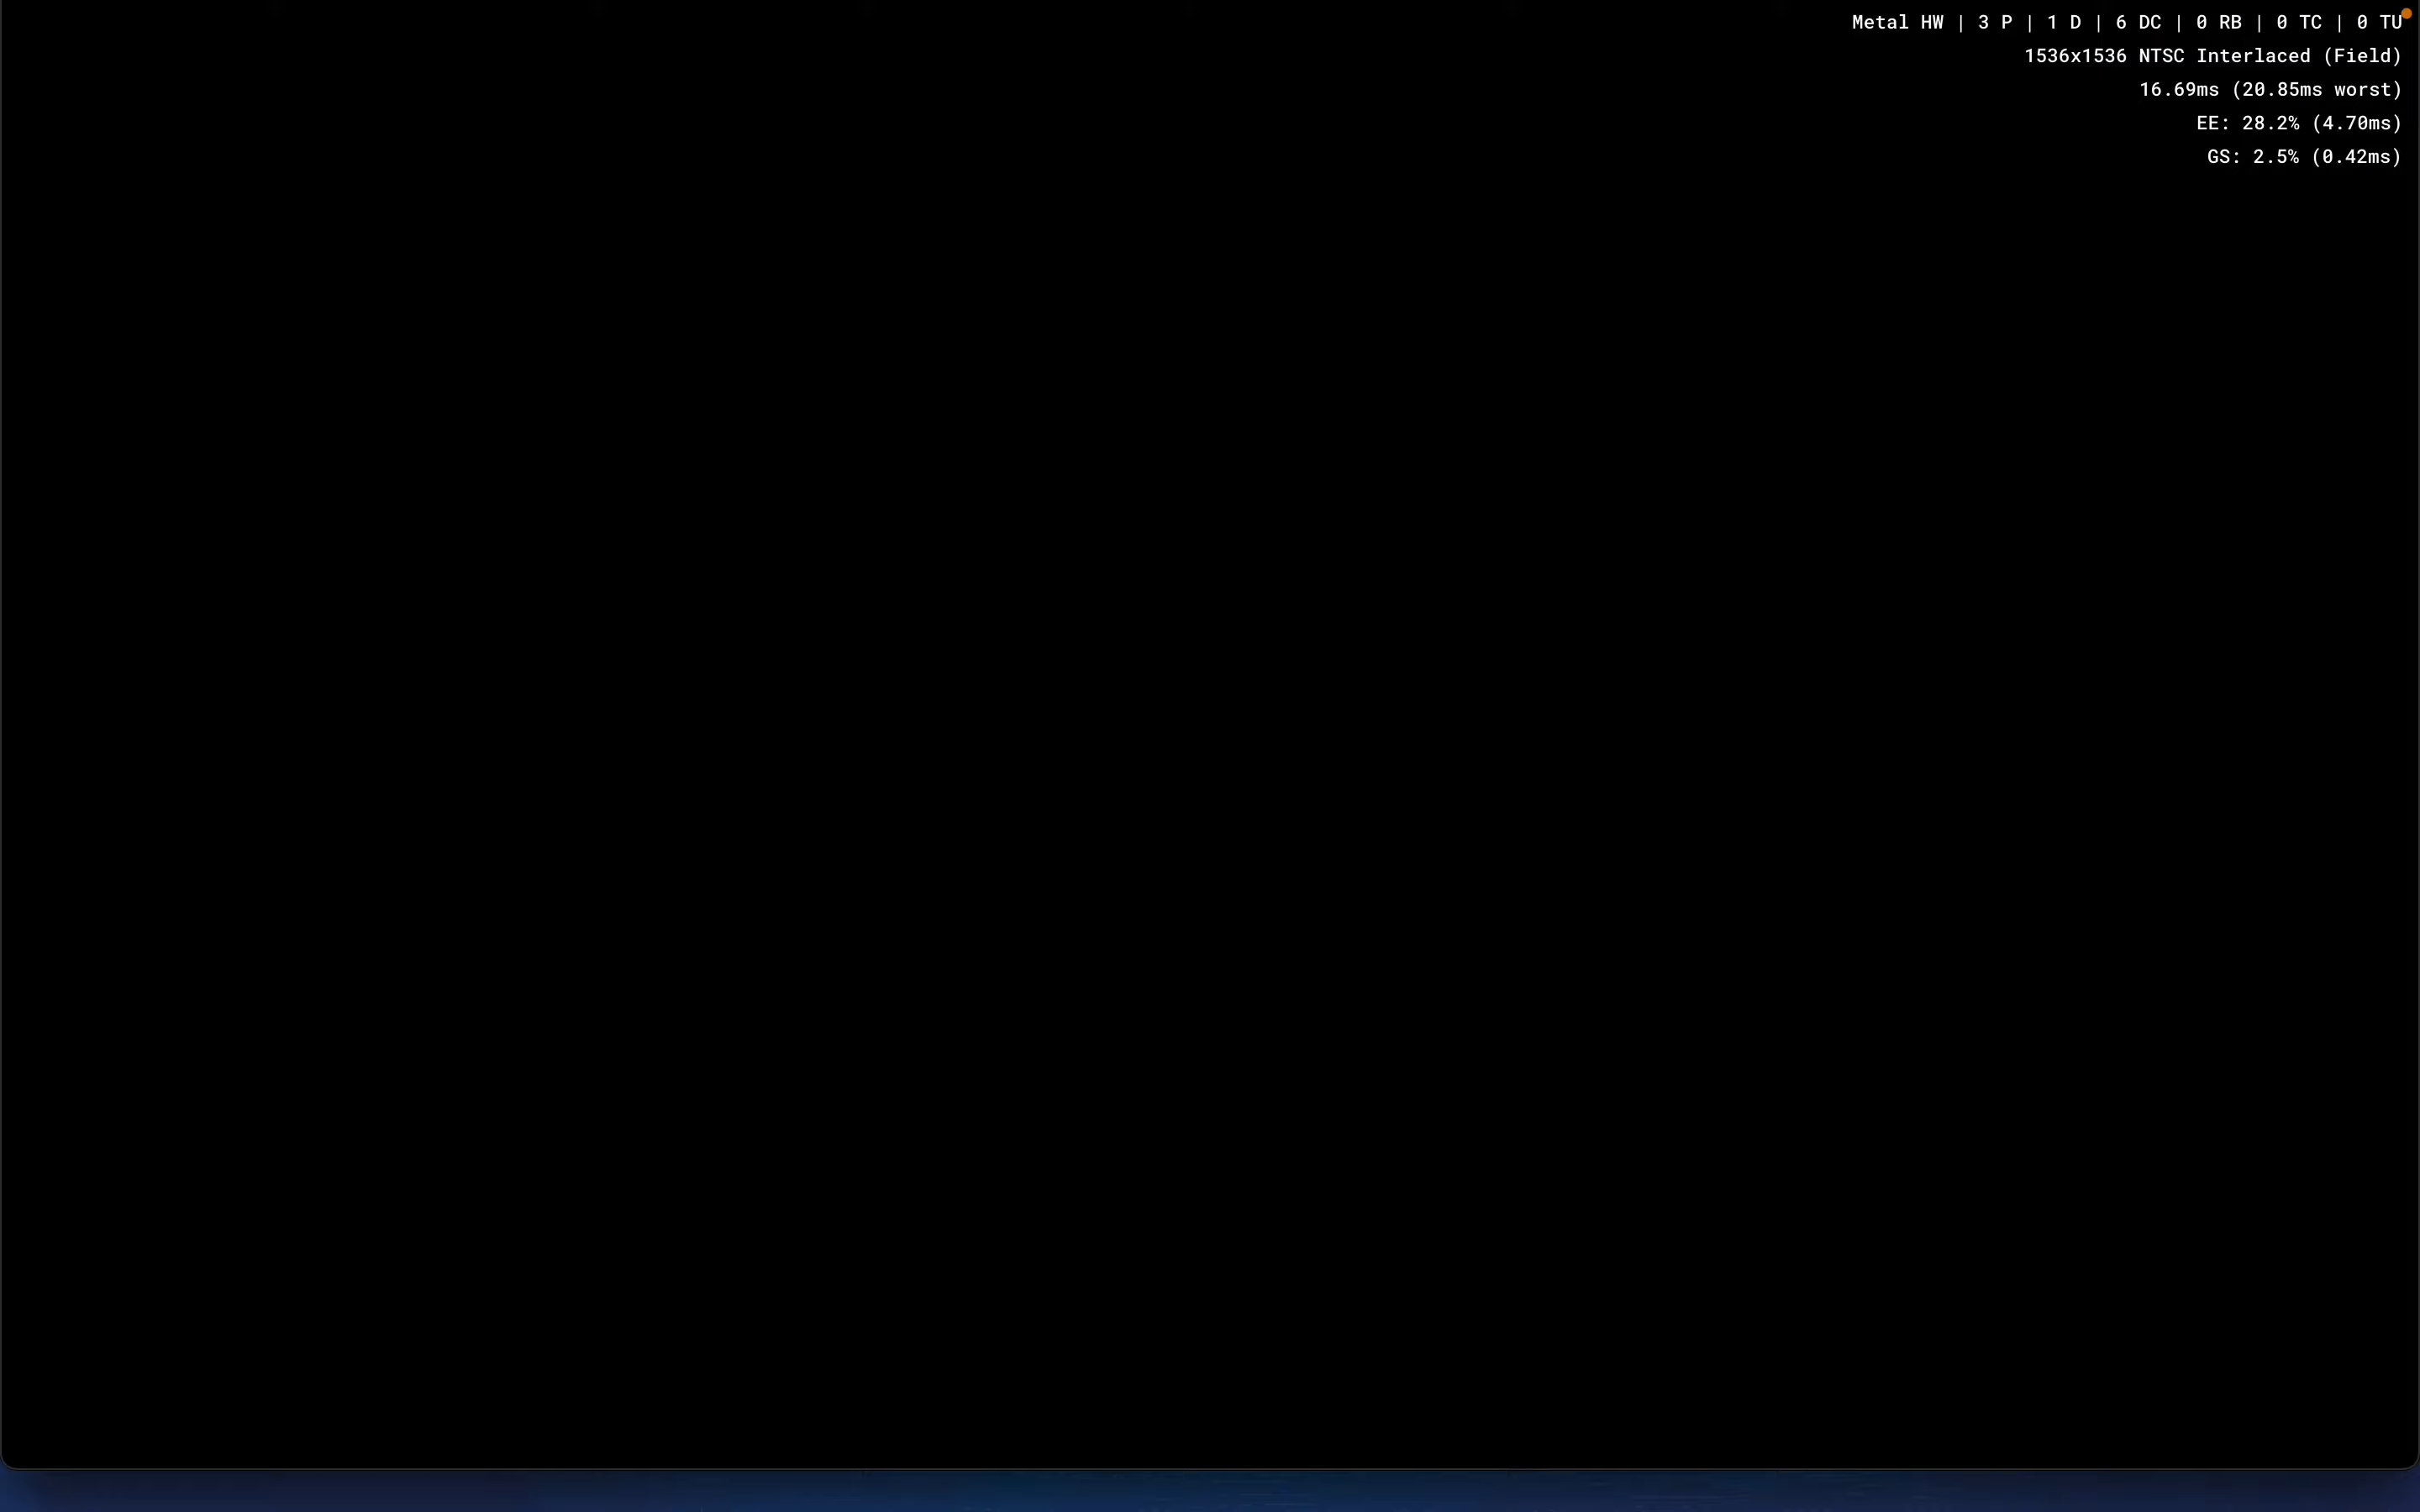 Metal HW | 3 P | 1 D | 6 DC | 0 RB | 0 TC | 0 TU
1536x1536 NTSC Interlaced (Field)
16.69ms (20.85ms worst)
EE: 28.2% (4.70ms)
GS: 2.5% (0.42ms)